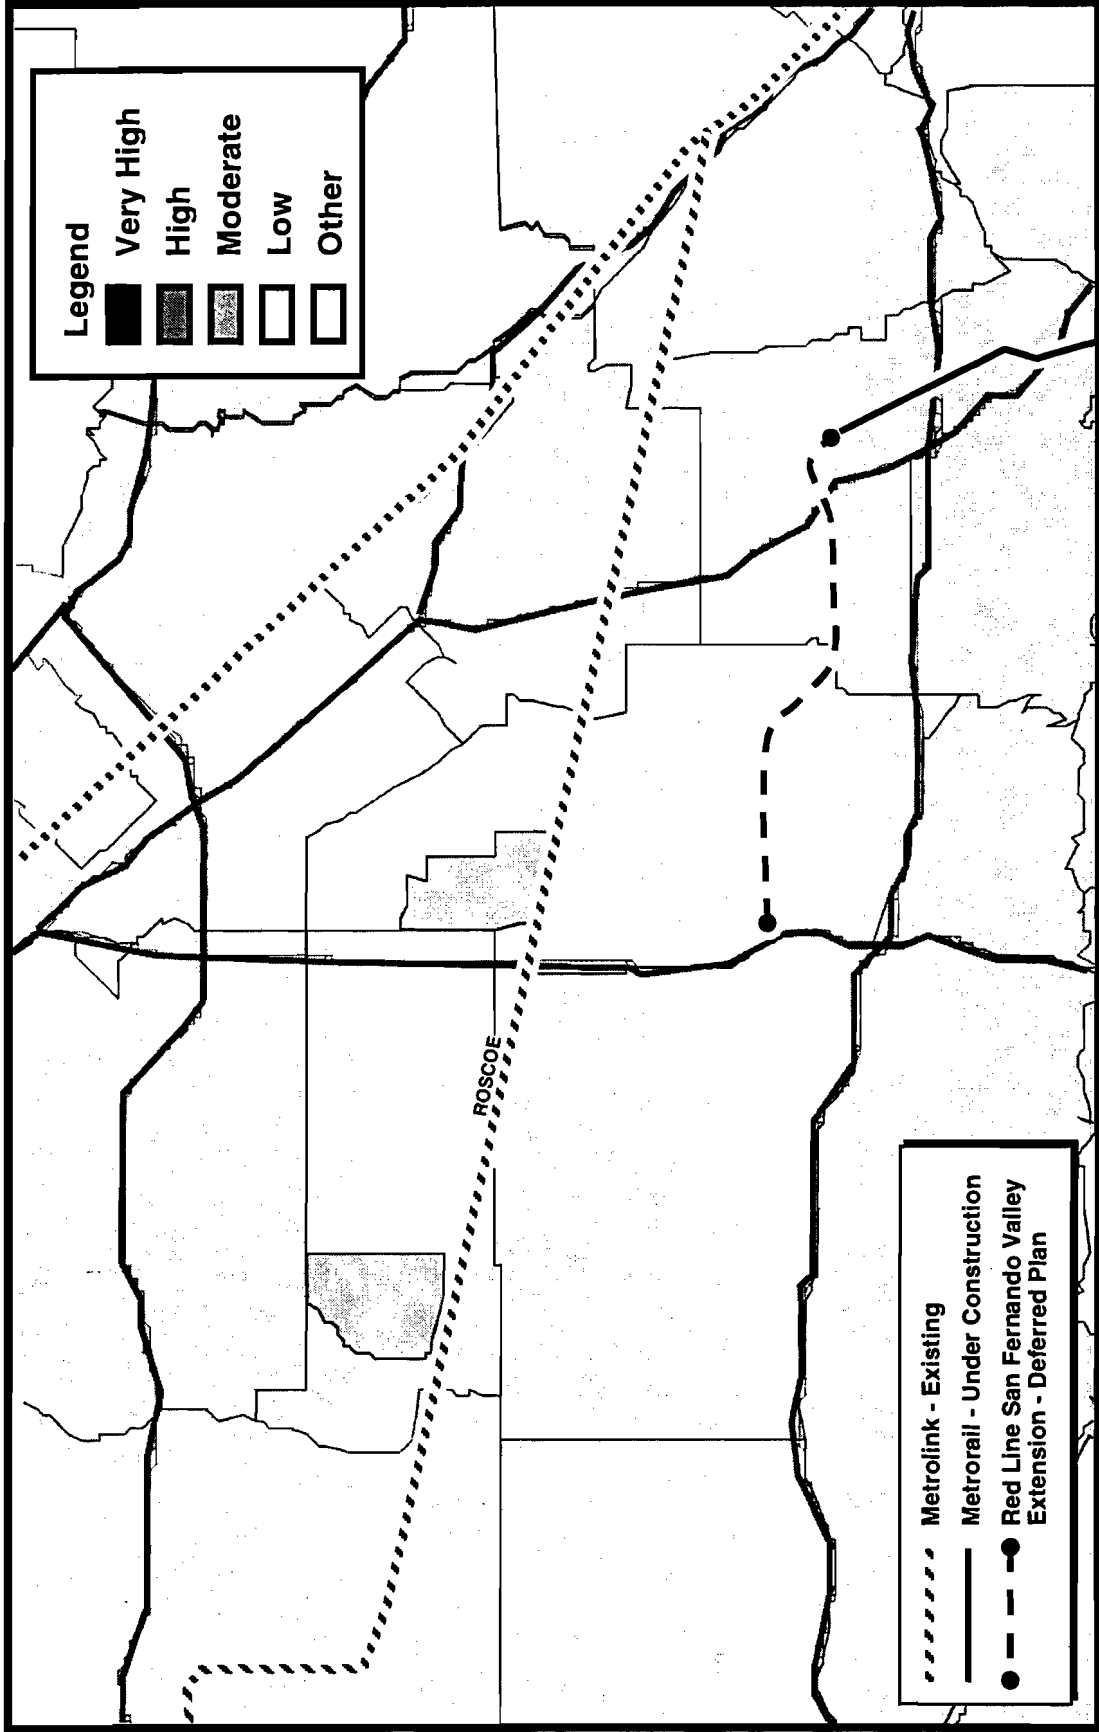 Legend
Very High
High
Moderate
Low
Other
ROSCOE
Metrolink - Existing
Metrorail - Under Construction
Red Line San Fernando Valley
Extension - Deferred Plan